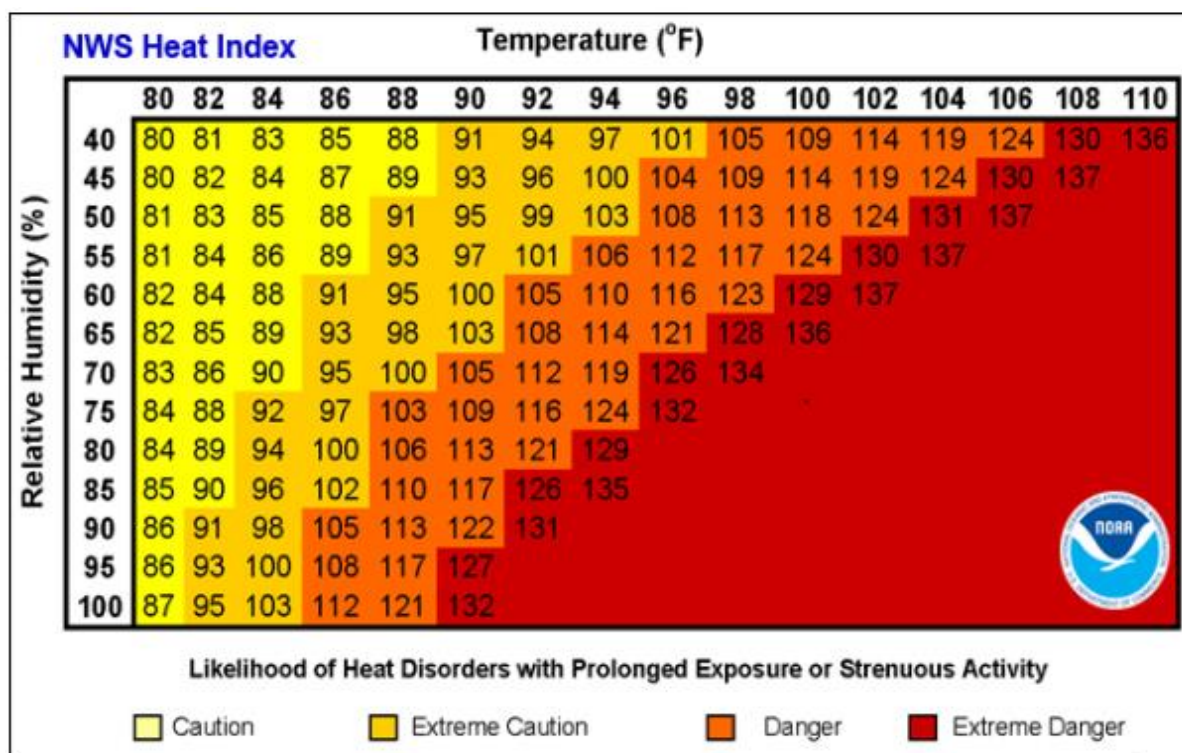 NWS Heat Index
Temperature (°F)
80 82 84 86 88 90 92 94 96 98 100 102 104 106 108 110
Relative Humidity (%)
40 80 81 83 85 88 91 94 97 101 105 109 114 119 124 130 136
45 80 82 84 87 89 93 96 100 104 109 114 119 124 130 137
50 81 83 85 88 91 95 99 103 108 113 118 124 131 137
55 81 84 86 89 93 97 101 106 112 117 124 130 137
60 82 84 88 91 95 100 105 110 116 123 129 137
65 82 85 89 93 98 103 108 114 121 128 136
70 83 86 90 95 100 105 112 119 126 134
75 84 88 92 97 103 109 116 124 132
80 84 89 94 100 106 113 121 129
85 85 90 96 102 110 117 126 135
90 86 91 98 105 113 122 131
95 86 93 100 108 117 127
100 87 95 103 112 121 132
NOAA
Likelihood of Heat Disorders with Prolonged Exposure or Strenuous Activity
Caution
Extreme Caution
Danger
Extreme Danger